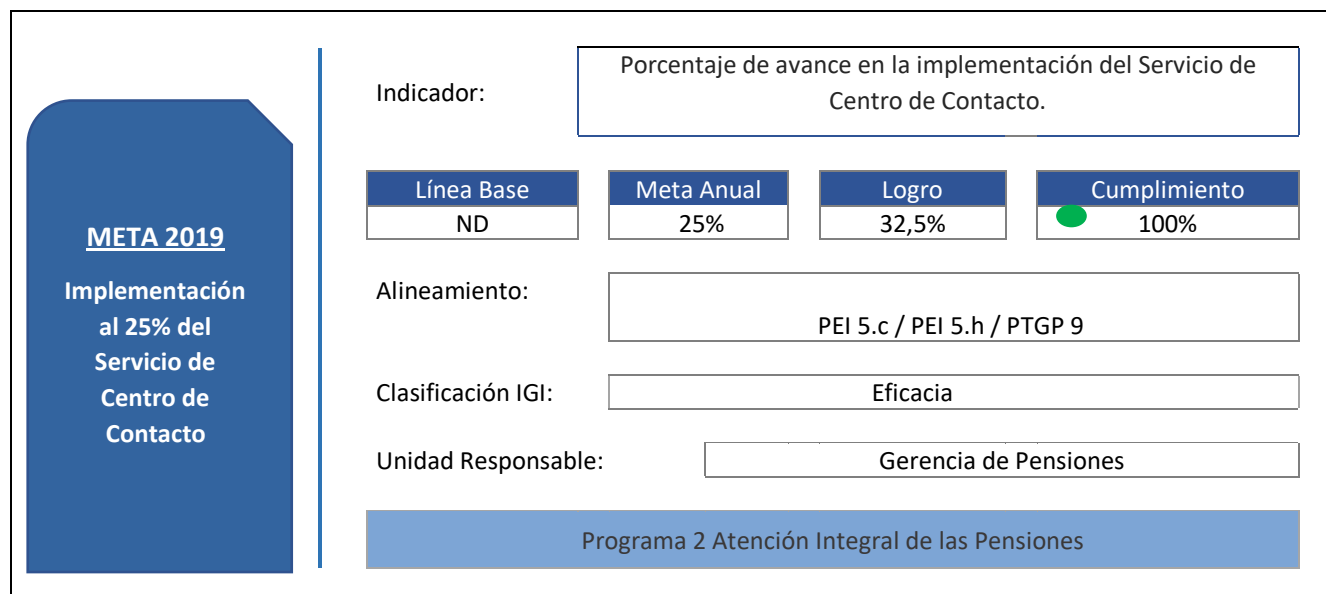 META 2019
Implementación
al 25% del
Servicio de
Centro de
Contacto
Indicador:
Porcentaje de avance en la implementación del Servicio de
Centro de Contacto.
Línea Base
Meta Anual
Logro
Cumplimiento
ND
25%
32,5%
100%
Alineamiento:
PEI 5.c / PEI 5.h / PTGP 9
Clasificación IGI:
Eficacia
Unidad Responsable:
Gerencia de Pensiones
Programa 2 Atención Integral de las Pensiones